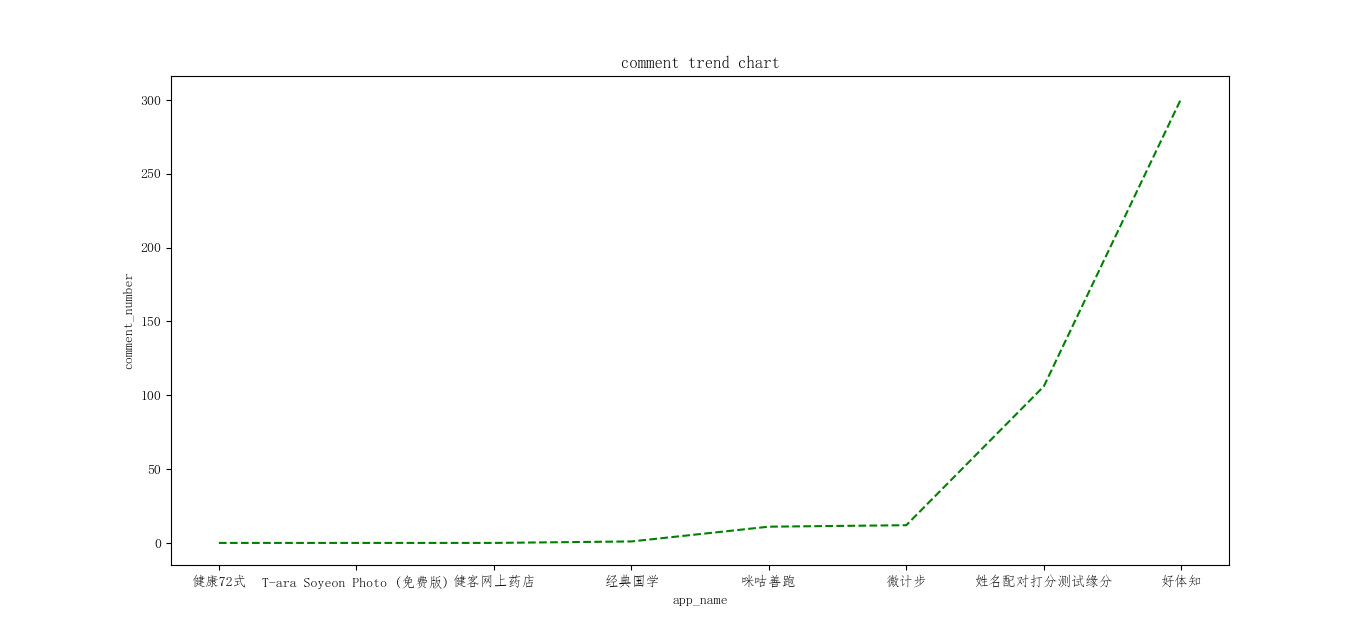 comment trend chart
300
250
200
150
100
50
0
comment_number
健康72式
T-ara Soyeon Photo (免费版)
健客网上药店
经典国学
咪咕善跑
微计步
姓名配对打分测试缘分
好体知
app_name